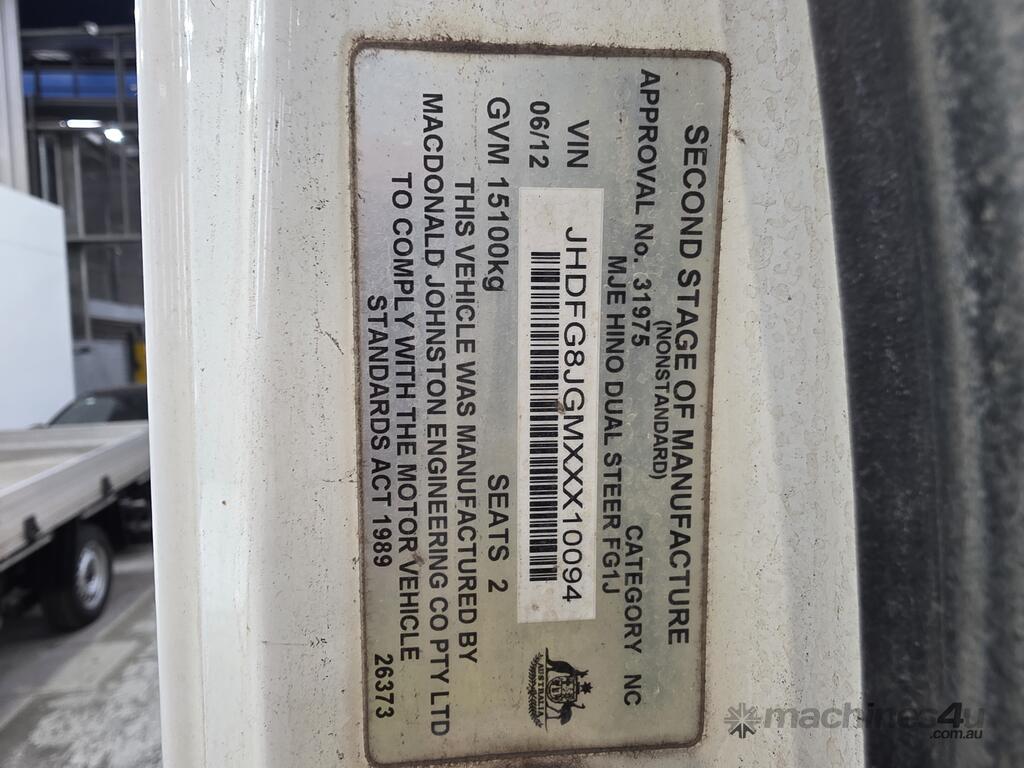 SECOND STAGE OF MANUFACTURE
(NONSTANDARD)
APPROVAL No. 31975 CATEGORY NC
MJE HINO DUAL STEER FG1J
VIN JHDFG8JGMXXX10094
06/12
GVM 15100kg SEATS 2
THIS VEHICLE WAS MANUFACTURED BY
MACDONALD JOHNSTON ENGINEERING CO PTY LTD
TO COMPLY WITH THE MOTOR VEHICLE
STANDARDS ACT 1989 26373
AUSTRALIA
machines4u
.com.au